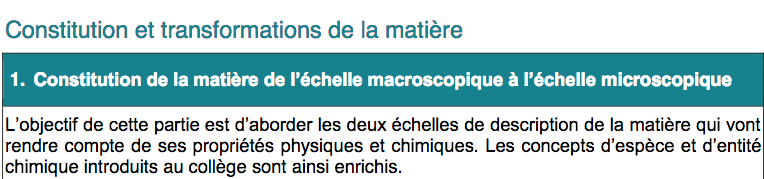 Constitution et transformations de la matière
1. Constitution de la matière de l'échelle macroscopique à l'échelle microscopique
L'objectif de cette partie est d'aborder les deux échelles de description de la matière qui vont
rendre compte de ses propriétés physiques et chimiques. Les concepts d'espèce et d'entité
chimique introduits au collège sont ainsi enrichis.